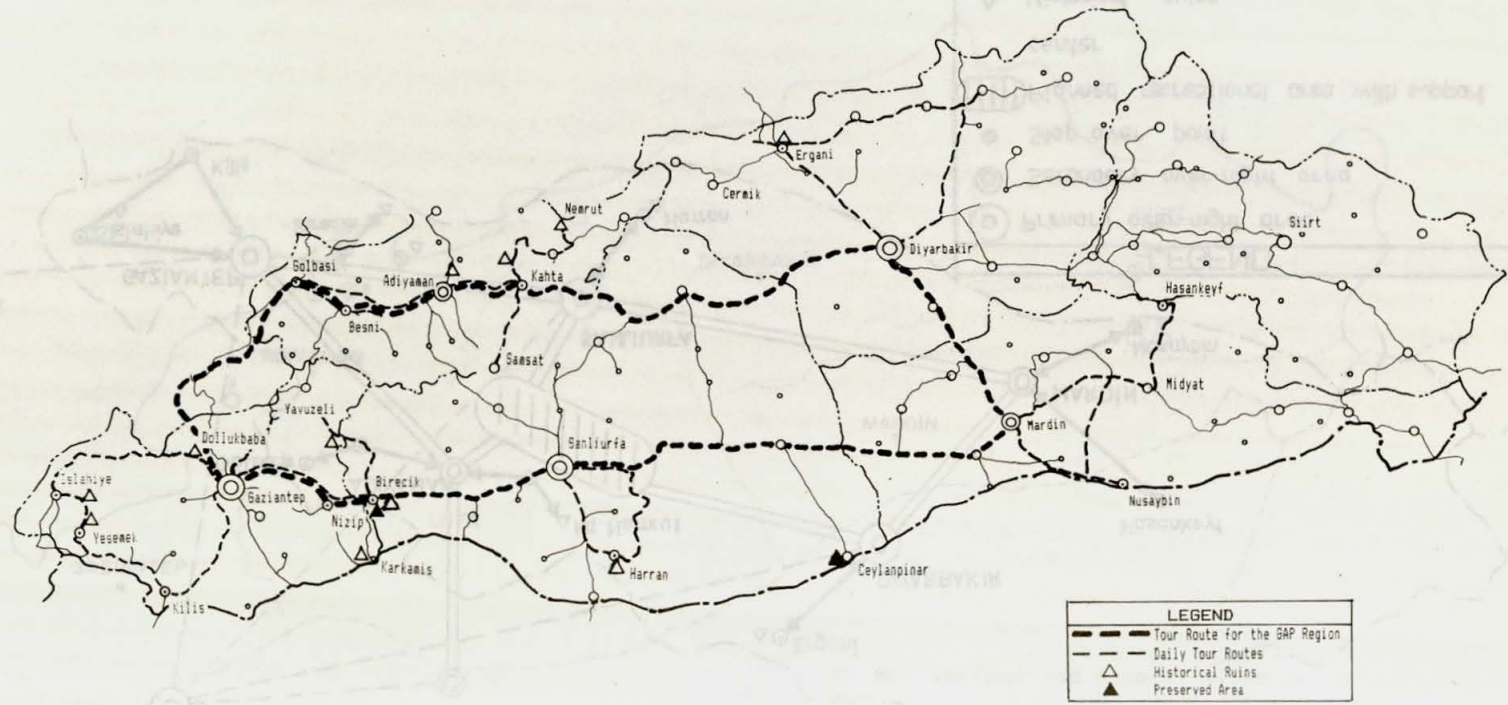 Ergani
Cermik
Nemrut
Siirt
Diyarbakir
Golbasi
Adiyaman
Kahta
Hasankeyf
Besni
Samsat
Midyat
Yavuzeli
Mardin
Dollukbaba
Sanliurfa
Islahiye
Birecik
Gaziantep
Nusaybin
Nizip
Yesemek
Karkamis
Harran
Ceylanpinar
Kilis
LEGEND
Tour Route for the GAP Region
Daily Tour Routes
Historical Ruins
Preserved Area